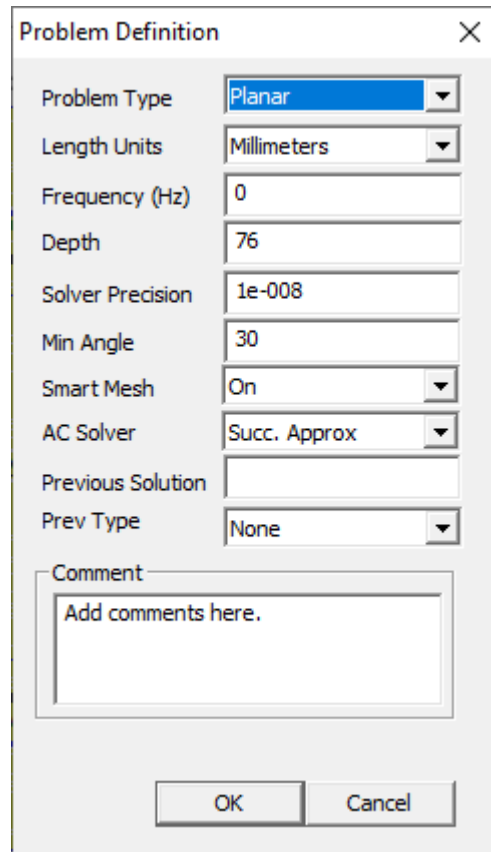 Problem Definition
Problem Type Planar
Length Units Millimeters
Frequency (Hz) 0
Depth 76
Solver Precision 1e-008
Min Angle 30
Smart Mesh On
AC Solver Succ. Approx
Previous Solution
Prev Type None
Comment
Add comments here.
OK Cancel